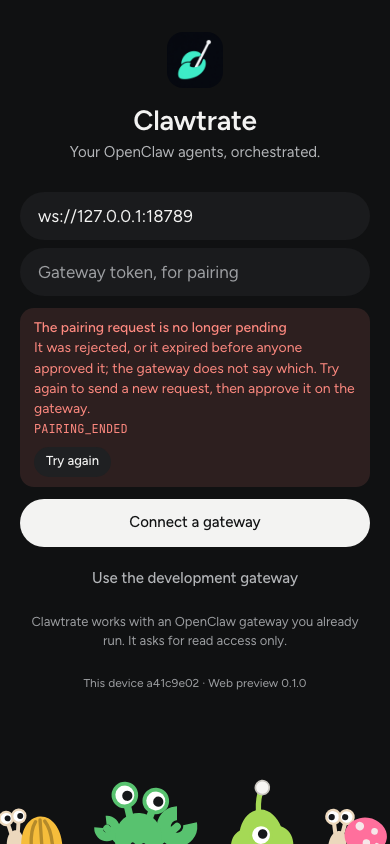 Clawtrate
Your OpenClaw agents, orchestrated.
ws://127.0.0.1:18789
Gateway token, for pairing
The pairing request is no longer pending
It was rejected, or it expired before anyone
approved it; the gateway does not say which. Try
again to send a new request, then approve it on the
gateway.
PAIRING_ENDED
Try again
Connect a gateway
Use the development gateway
Clawtrate works with an OpenClaw gateway you already
run. It asks for read access only.
This device a41c9e02 · Web preview 0.1.0